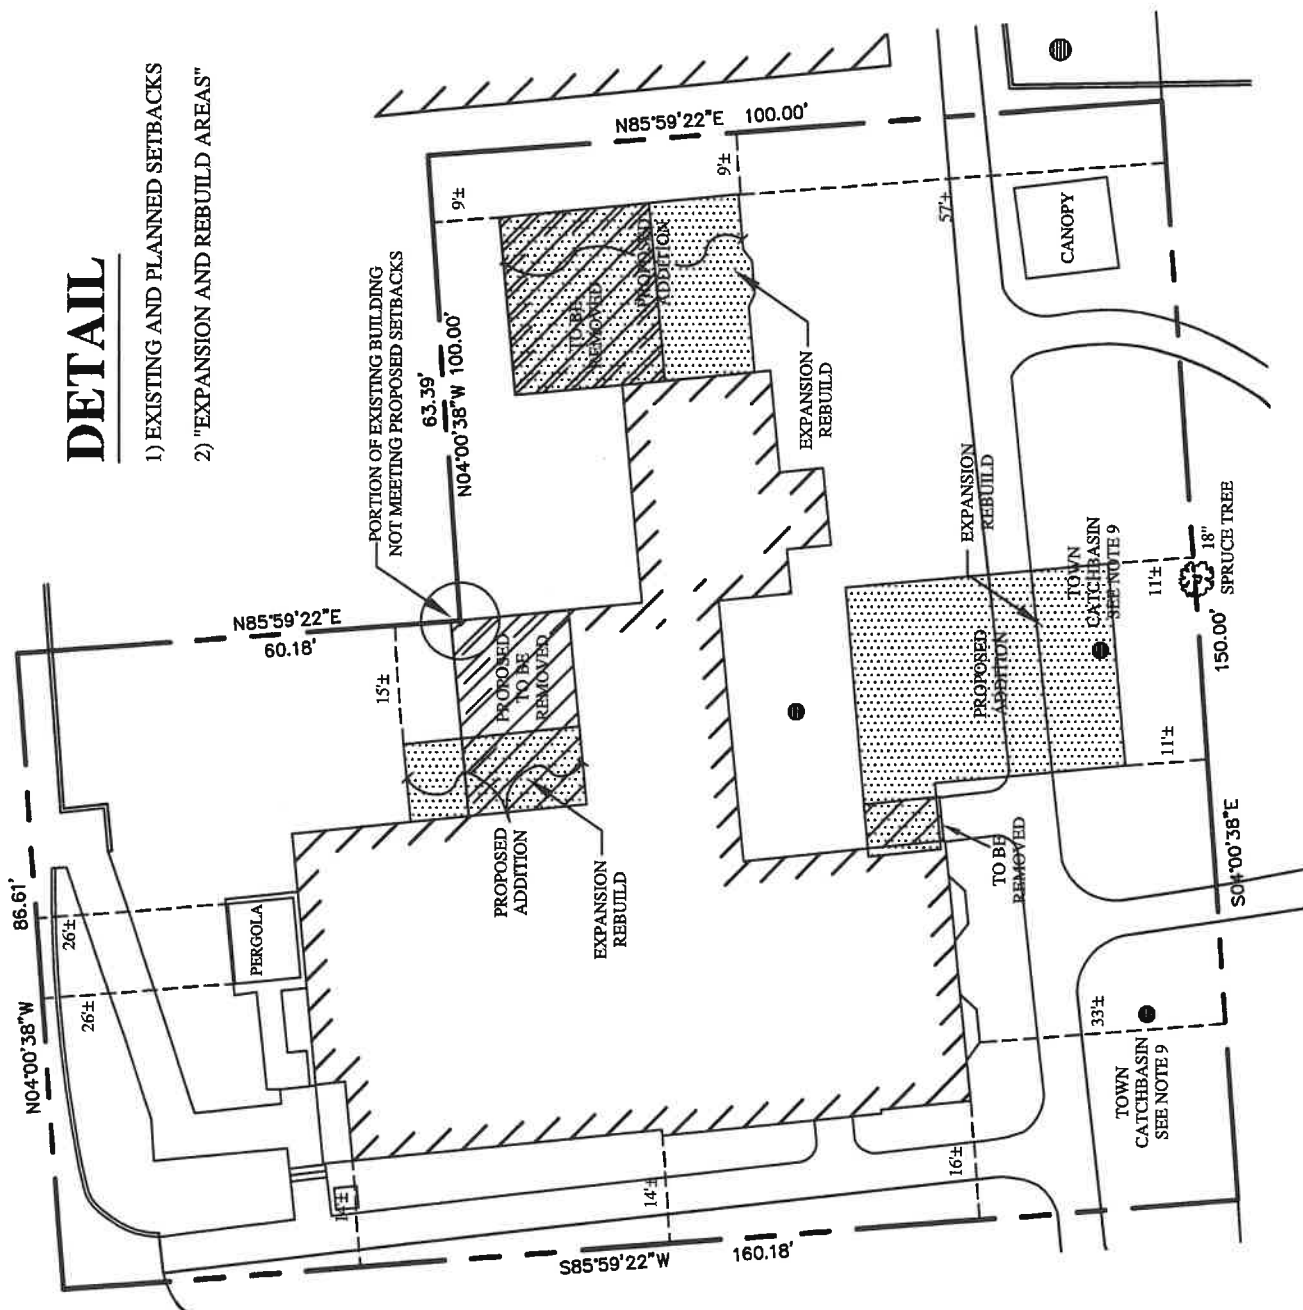 DETAIL
1) EXISTING AND PLANNED SETBACKS
2) "EXPANSION AND REBUILD AREAS"
N85°59'22"E 100.00'
9'±
9'±
57'±
CANOPY
63.39'
N04°00'38"W 100.00'
PORTION OF EXISTING BUILDING
NOT MEETING PROPOSED SETBACKS
TO BE
REMOVED
PROPOSED
ADDITION
EXPANSION
REBUILD
N85°59'22"E
60.18'
15'±
PROPOSED
TO BE
REMOVED
PROPOSED
ADDITION
EXPANSION
REBUILD
EXPANSION
REBUILD
TOWN
CATCHBASIN
SEE NOTE 9
PROPOSED
ADDITION
11'±
11'±
18"
SPRUCE TREE
150.00'
S04°00'38"E
TO BE
REMOVED
86.61'
N04°00'38"W
26'±
26'±
PERGOLA
33'±
TOWN
CATCHBASIN
SEE NOTE 9
14'±
14'±
16'±
S85°59'22"W
160.18'